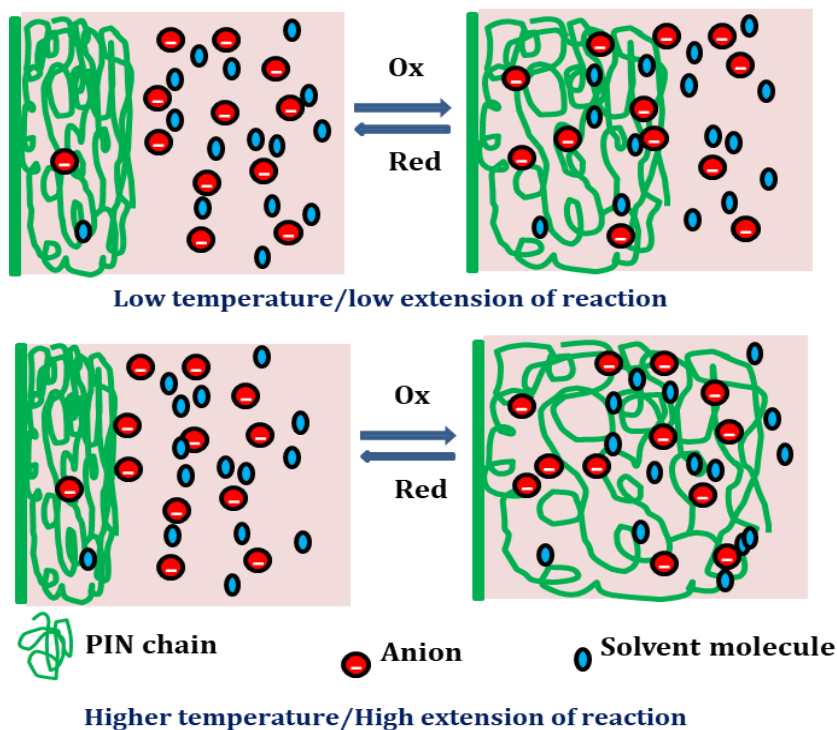 Ox
Red
Low temperature/low extension of reaction
Ox
Red
PIN chain
Anion
Solvent molecule
Higher temperature/High extension of reaction